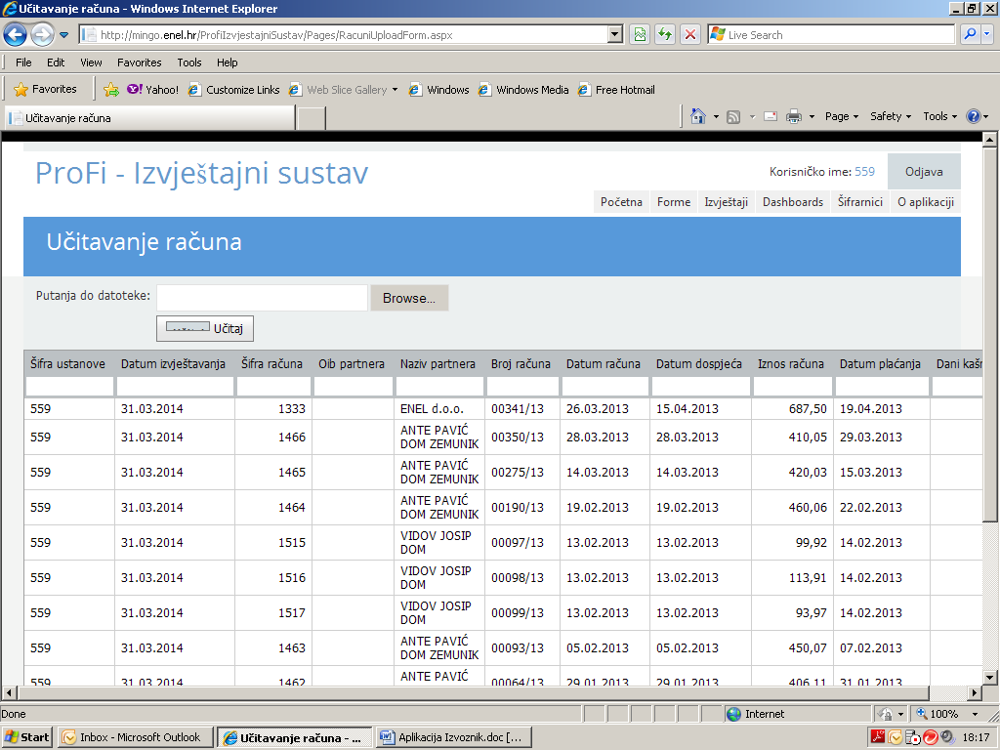 Učitavanje računa - Windows Internet Explorer
http://mingo.enel.hr/ProfiIzvjestajniSustav/Pages/RacuniUploadForm.aspx Live Search
File Edit View Favorites Tools Help
Favorites Yahoo! Customize Links Web Slice Gallery Windows Windows Media Free Hotmail
Učitavanje računa Page Safety Tools
ProFi - Izvještajni sustav
Korisničko ime: 559 Odjava
Početna Forme Izvještaji Dashboards Šifrarnici O aplikaciji
Učitavanje računa
Putanja do datoteke: Browse...
Učitaj
Šifra ustanove Datum izvještavanja Šifra računa Oib partnera Naziv partnera Broj računa Datum računa Datum dospjeća Iznos računa Datum plaćanja Dani
559 31.03.2014 1333 ENEL d.o.o. 00341/13 26.03.2013 15.04.2013 687,50 19.04.2013
559 31.03.2014 1466 ANTE PAVIĆ DOM ZEMUNIK 00350/13 28.03.2013 28.03.2013 410,05 29.03.2013
559 31.03.2014 1465 ANTE PAVIĆ DOM ZEMUNIK 00275/13 14.03.2013 14.03.2013 420,03 15.03.2013
559 31.03.2014 1464 ANTE PAVIĆ DOM ZEMUNIK 00190/13 19.02.2013 19.02.2013 460,06 22.02.2013
559 31.03.2014 1515 VIDOV JOSIP DOM 00097/13 13.02.2013 13.02.2013 99,92 14.02.2013
559 31.03.2014 1516 VIDOV JOSIP DOM 00098/13 13.02.2013 13.02.2013 113,91 14.02.2013
559 31.03.2014 1517 VIDOV JOSIP DOM 00099/13 13.02.2013 13.02.2013 93,97 14.02.2013
559 31.03.2014 1463 ANTE PAVIĆ DOM ZEMUNIK 00093/13 05.02.2013 05.02.2013 450,07 07.02.2013
559 31.03.2014 1462 ANTE PAVIĆ 00064/13 29.01.2013 29.01.2013 406,11 31.01.2013
Done Internet 100%
Start Inbox - Microsoft Outlook Učitavanje računa - ... Aplikacija Izvoznik.doc [... 18:17